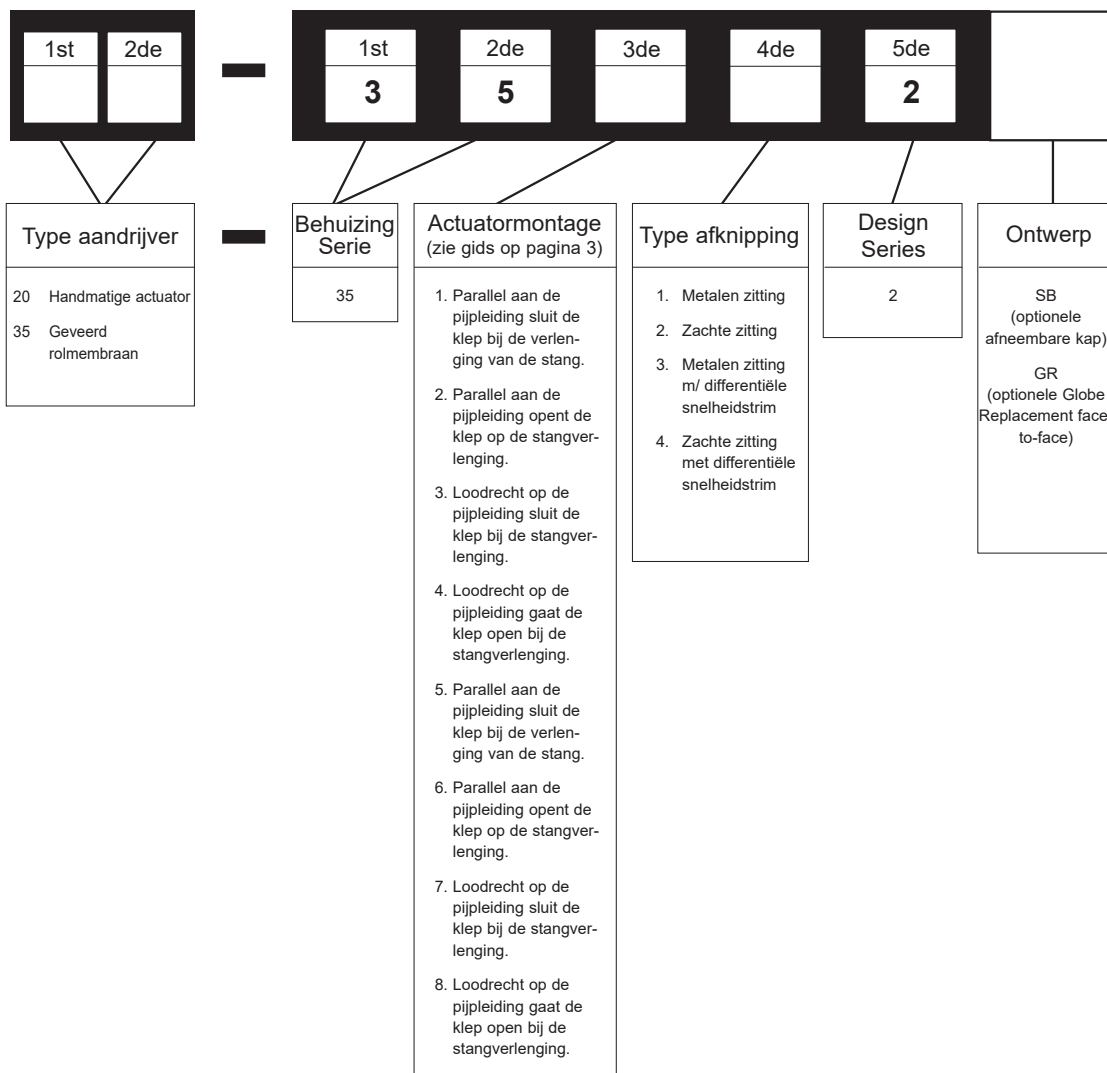 1st 2de 1st 2de 3de 4de 5de
3 5 2
Type aandrijver
20 Handmatige actuator
35 Geveerd
rolmembraan
Behuizing
Serie
35
Actuatormontage
(zie gids op pagina 3)
1. Parallel aan de
pijpleiding sluit de
klep bij de verlen-
ging van de stang.
2. Parallel aan de
pijpleiding opent de
klep op de stangver-
lenging.
3. Loodrecht op de
pijpleiding sluit de
klep bij de stangver-
lenging.
4. Loodrecht op de
pijpleiding gaat de
klep open bij de
stangverlenging.
5. Parallel aan de
pijpleiding sluit de
klep bij de verlen-
ging van de stang.
6. Parallel aan de
pijpleiding opent de
klep op de stangver-
lenging.
7. Loodrecht op de
pijpleiding sluit de
klep bij de stangver-
lenging.
8. Loodrecht op de
pijpleiding gaat de
klep open bij de
stangverlenging.
Type afknipping
1. Metalen zitting
2. Zachte zitting
3. Metalen zitting
m/ differentiële
snelheidstrim
4. Zachte zitting
met differentiële
snelheidstrim
Design
Series
2
Ontwerp
SB
(optionele
afneembare kap)
GR
(optionele Globe
Replacement face
to-face)